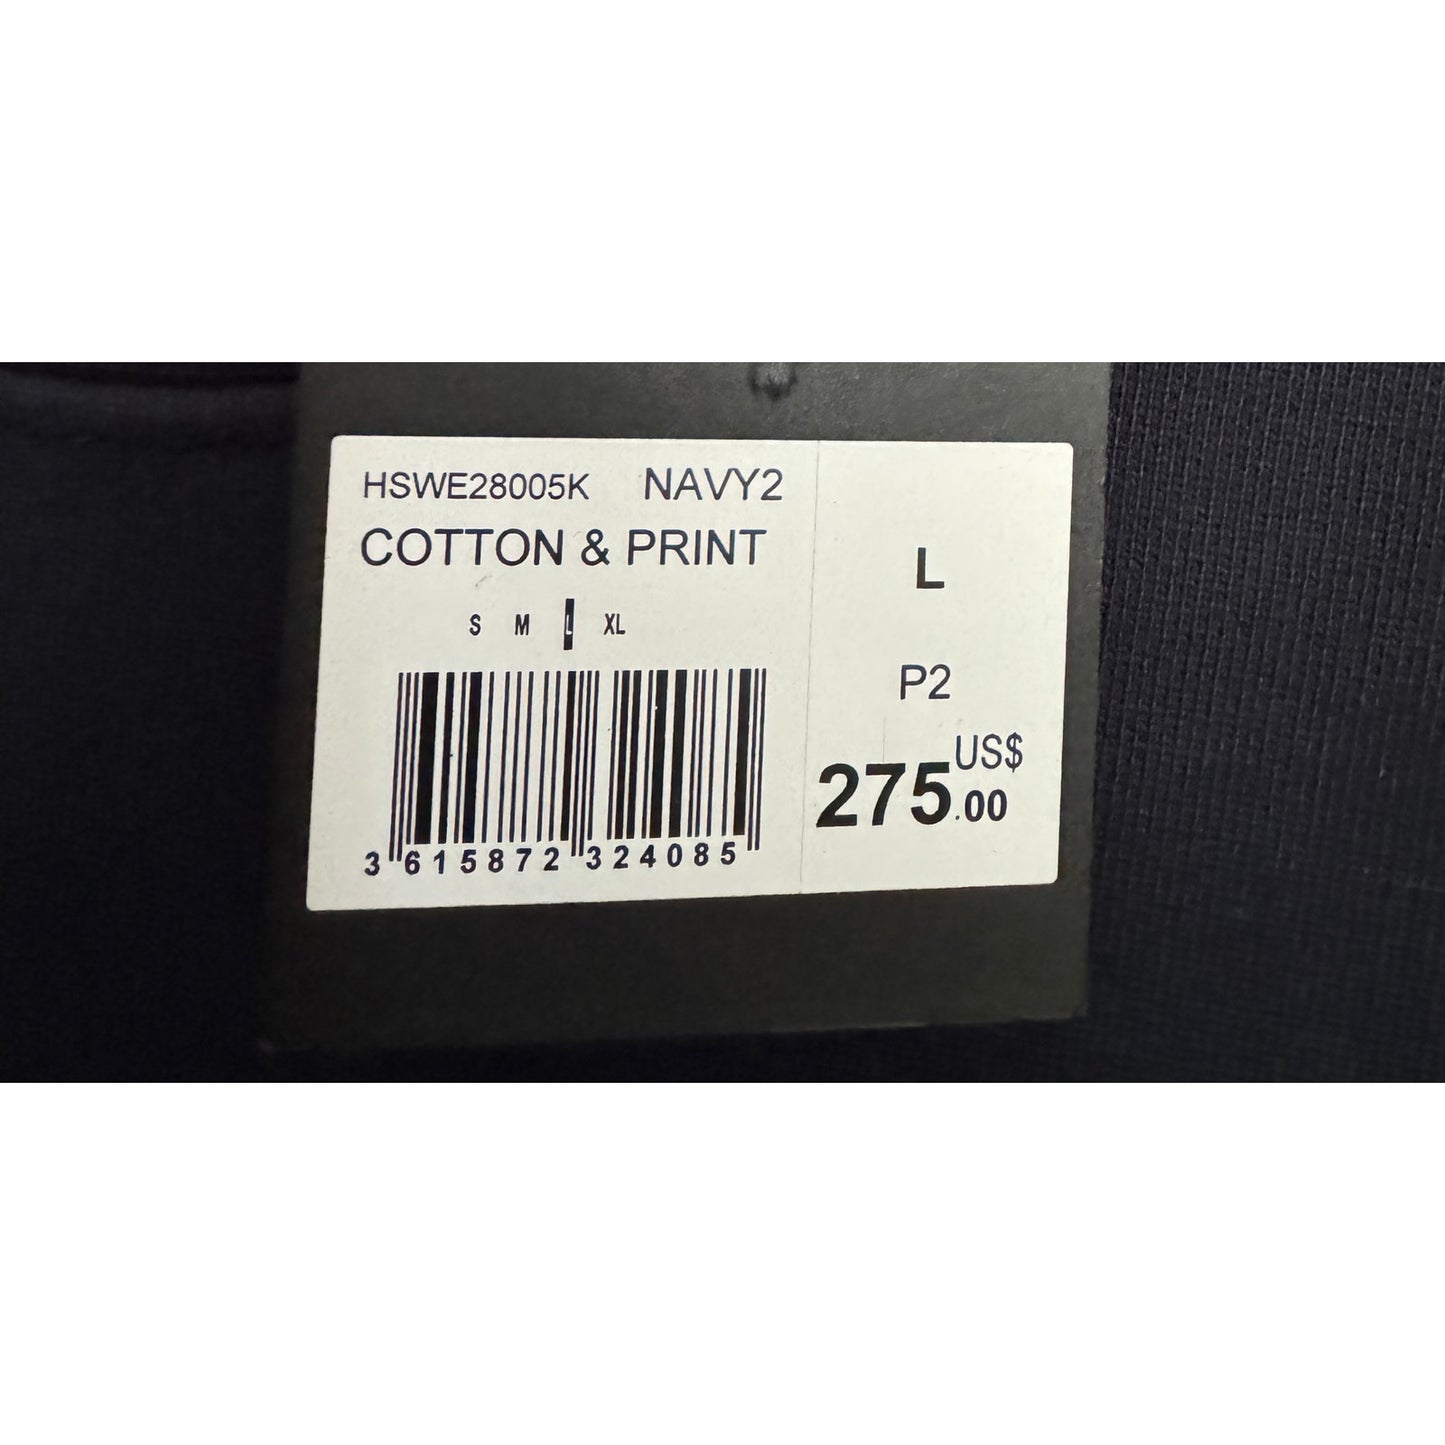 HSWE28005K NAVY2
COTTON & PRINT
S M L XL
3 615872 324085
L
P2
US$
275.00